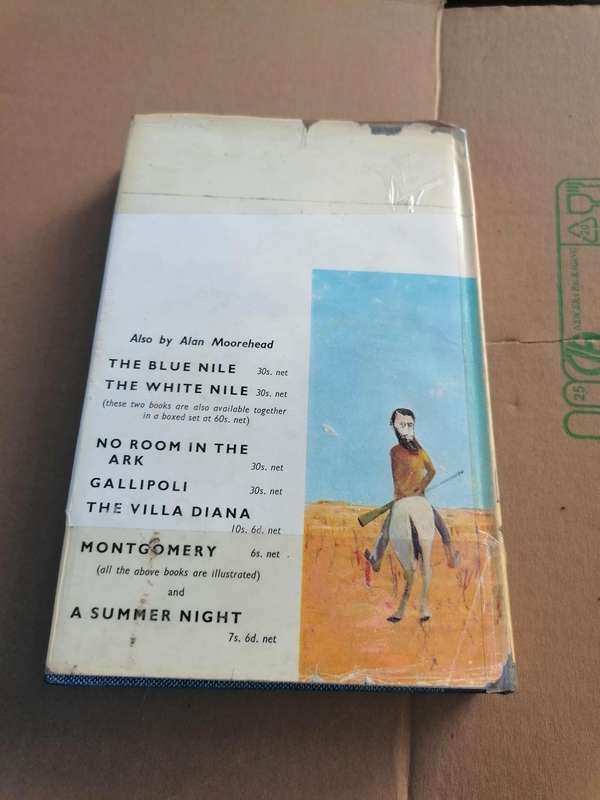 Also by Alan Moorehead
THE BLUE NILE 30s. net
THE WHITE NILE 30s. net
(these two books are also available together
in a boxed set at 60s. net)
NO ROOM IN THE
ARK 30s. net
GALLIPOLI 30s. net
THE VILLA DIANA
10s. 6d. net
MONTGOMERY 6s. net
(all the above books are illustrated)
and
A SUMMER NIGHT
7s. 6d. net
20
25